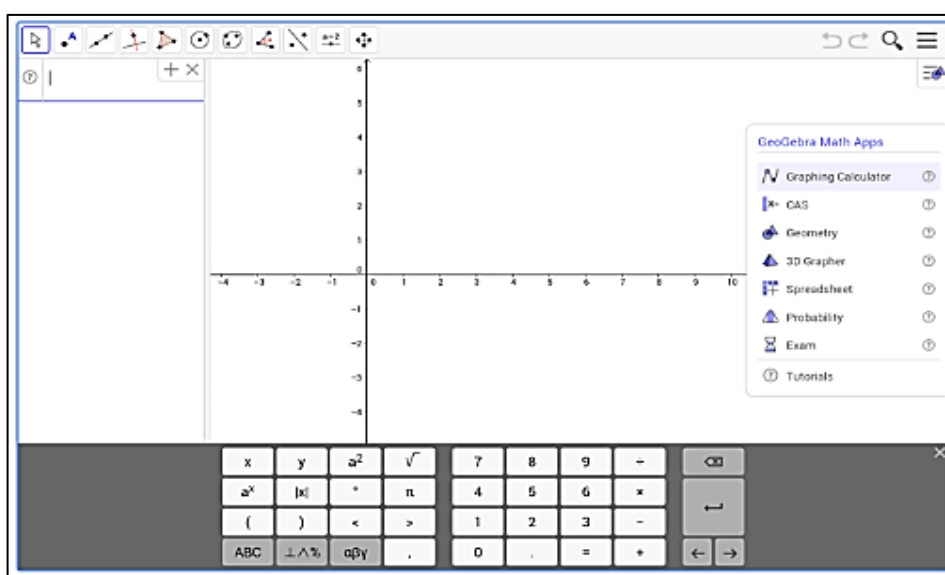 A
a=2
6
5
4
3
2
1
0
-4 -3 -2 -1 0 1 2 3 4 5 6 7 8 9 10
-1
-2
-3
-4
GeoGebra Math Apps
Graphing Calculator
CAS
Geometry
3D Grapher
Spreadsheet
Probability
Exam
Tutorials
x y a² √ 7 8 9 ÷
aˣ |x| ° π 4 5 6 ×
( ) < > 1 2 3 -
ABC ⊥∧% αβγ , 0 . = + ← →